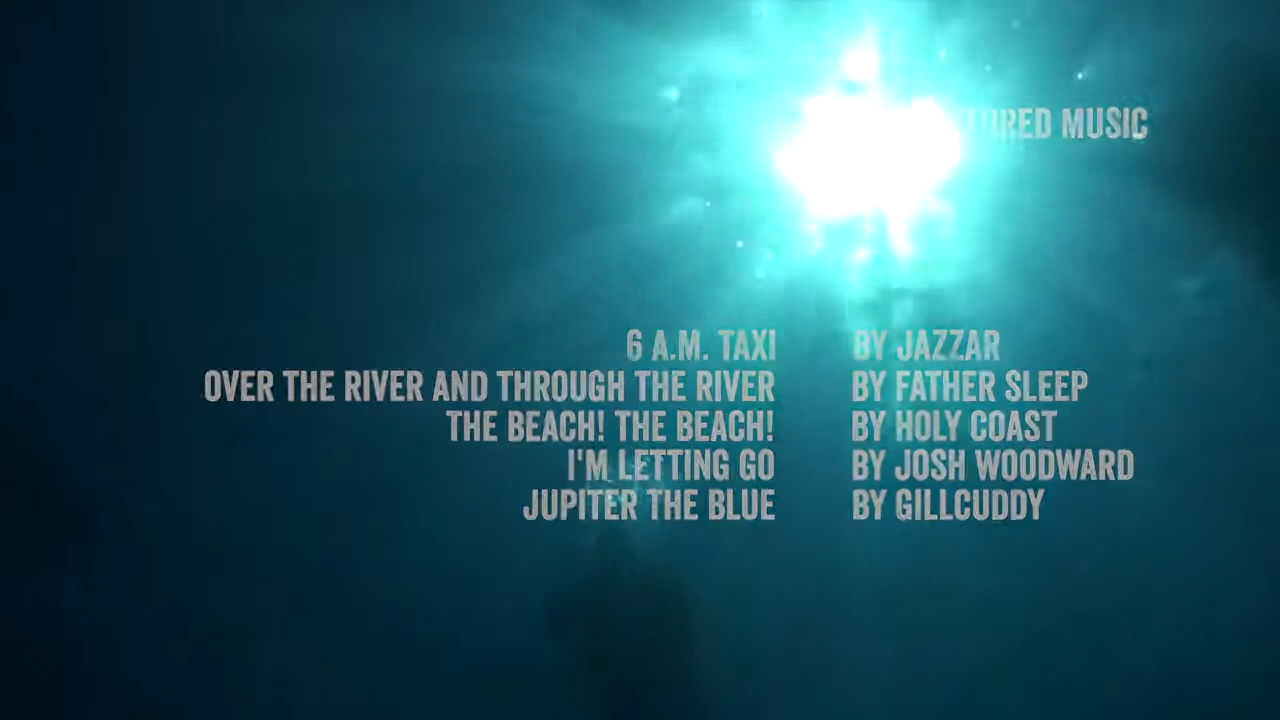 MUSIC
6 A.M. TAXI BY JAZZAR
OVER THE RIVER AND THROUGH THE RIVER BY FATHER SLEEP
THE BEACH! THE BEACH! BY HOLY COAST
I'M LETTING GO BY JOSH WOODWARD
JUPITER THE BLUE BY GILLCUDDY